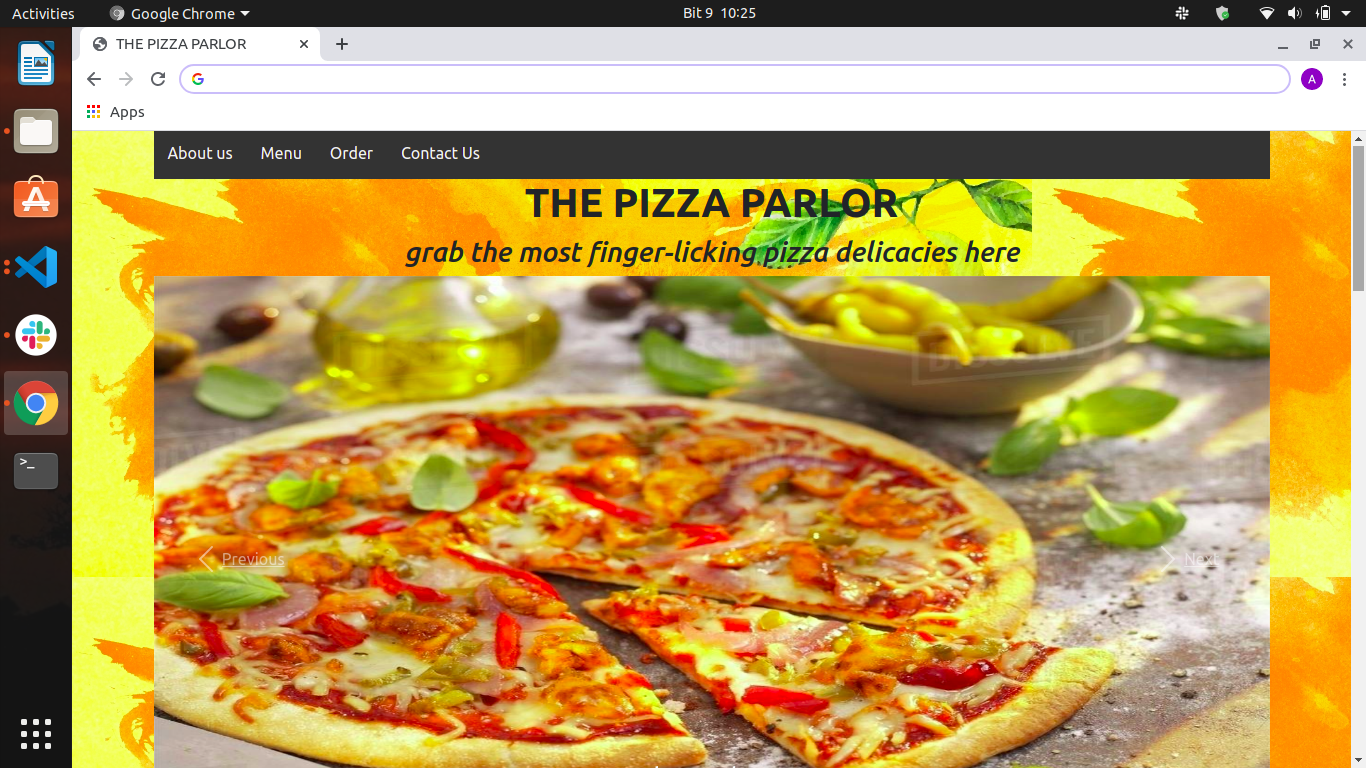 Activities
Google Chrome
Bit 9 10:25
THE PIZZA PARLOR
A
Apps
About us
Menu
Order
Contact Us
THE PIZZA PARLOR
grab the most finger-licking pizza delicacies here
Previous
Next